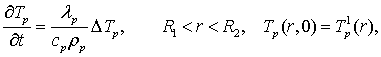 ∂T_p/∂t = λ_p/(c_p ρ_p) ΔT_p,    R_1 < r < R_2,    T_p(r,0) = T_p^1(r),